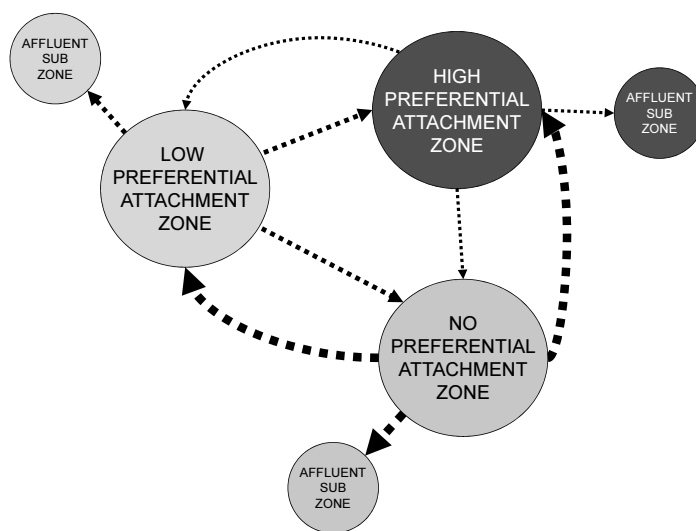 AFFLUENT
SUB
ZONE
HIGH
PREFERENTIAL
ATTACHMENT
ZONE
AFFLUENT
SUB
ZONE
LOW
PREFERENTIAL
ATTACHMENT
ZONE
NO
PREFERENTIAL
ATTACHMENT
ZONE
AFFLUENT
SUB
ZONE